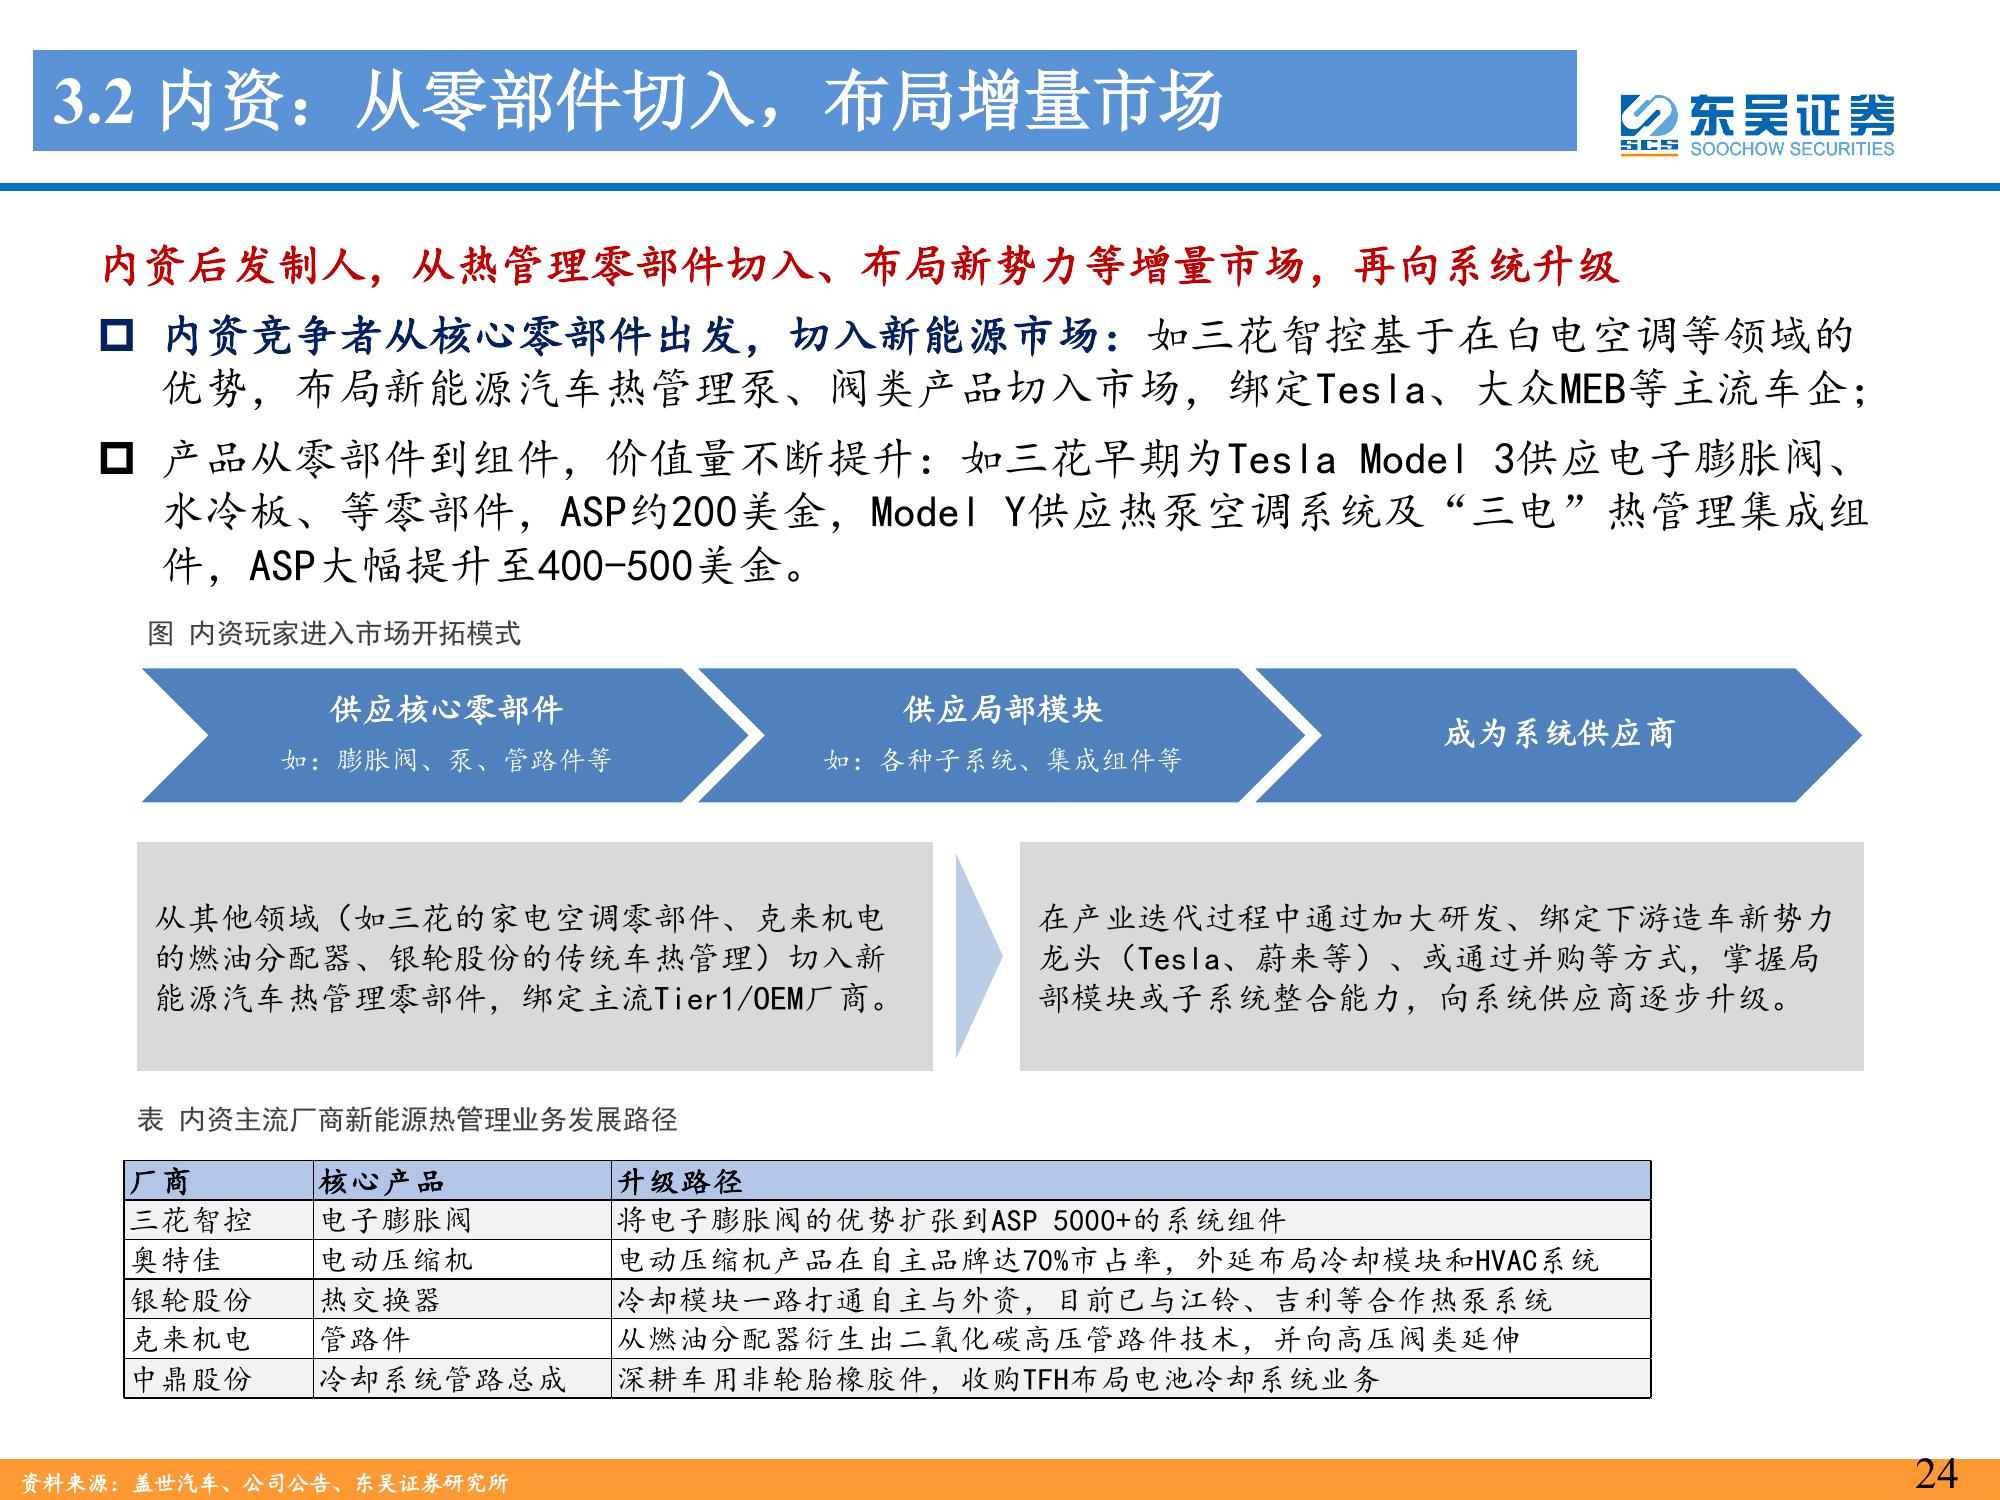 3.2 内资：从零部件切入，布局增量市场
东吴证券
SCS
SOOCHOW SECURITIES
内资后发制人，从热管理零部件切入、布局新势力等增量市场，再向系统升级
内资竞争者从核心零部件出发，切入新能源市场：如三花智控基于在白电空调等领域的
优势，布局新能源汽车热管理泵、阀类产品切入市场，绑定Tesla、大众MEB等主流车企；
产品从零部件到组件，价值量不断提升：如三花早期为Tesla Model 3供应电子膨胀阀、
水冷板、等零部件，ASP约200美金，Model Y供应热泵空调系统及“三电”热管理集成组
件，ASP大幅提升至400-500美金。
图 内资玩家进入市场开拓模式
供应核心零部件
如：膨胀阀、泵、管路件等
供应局部模块
如：各种子系统、集成组件等
成为系统供应商
从其他领域（如三花的家电空调零部件、克来机电
的燃油分配器、银轮股份的传统车热管理）切入新
能源汽车热管理零部件，绑定主流Tier1/OEM厂商。
在产业迭代过程中通过加大研发、绑定下游造车新势力
龙头（Tesla、蔚来等）、或通过并购等方式，掌握局
部模块或子系统整合能力，向系统供应商逐步升级。
表 内资主流厂商新能源热管理业务发展路径
厂商 核心产品 升级路径
三花智控 电子膨胀阀 将电子膨胀阀的优势扩张到ASP 5000+的系统组件
奥特佳 电动压缩机 电动压缩机产品在自主品牌达70%市占率，外延布局冷却模块和HVAC系统
银轮股份 热交换器 冷却模块一路打通自主与外资，目前已与江铃、吉利等合作热泵系统
克来机电 管路件 从燃油分配器衍生出二氧化碳高压管路件技术，并向高压阀类延伸
中鼎股份 冷却系统管路总成 深耕车用非轮胎橡胶件，收购TFH布局电池冷却系统业务
资料来源：盖世汽车、公司公告、东吴证券研究所
24